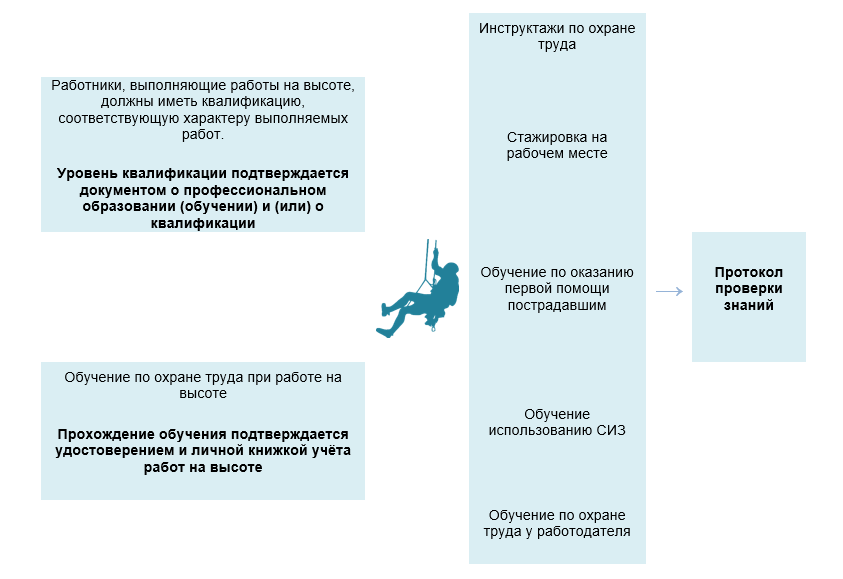 Работники, выполняющие работы на высоте,
должны иметь квалификацию,
соответствующую характеру выполняемых
работ.
Уровень квалификации подтверждается
документом о профессиональном
образовании (обучении) и (или) о
квалификации
Обучение по охране труда при работе на
высоте
Прохождение обучения подтверждается
удостоверением и личной книжкой учёта
работ на высоте
Инструктажи по охране
труда
Стажировка на
рабочем месте
Обучение по оказанию
первой помощи
пострадавшим
Обучение
использованию СИЗ
Обучение по охране
труда у работодателя
Протокол
проверки
знаний